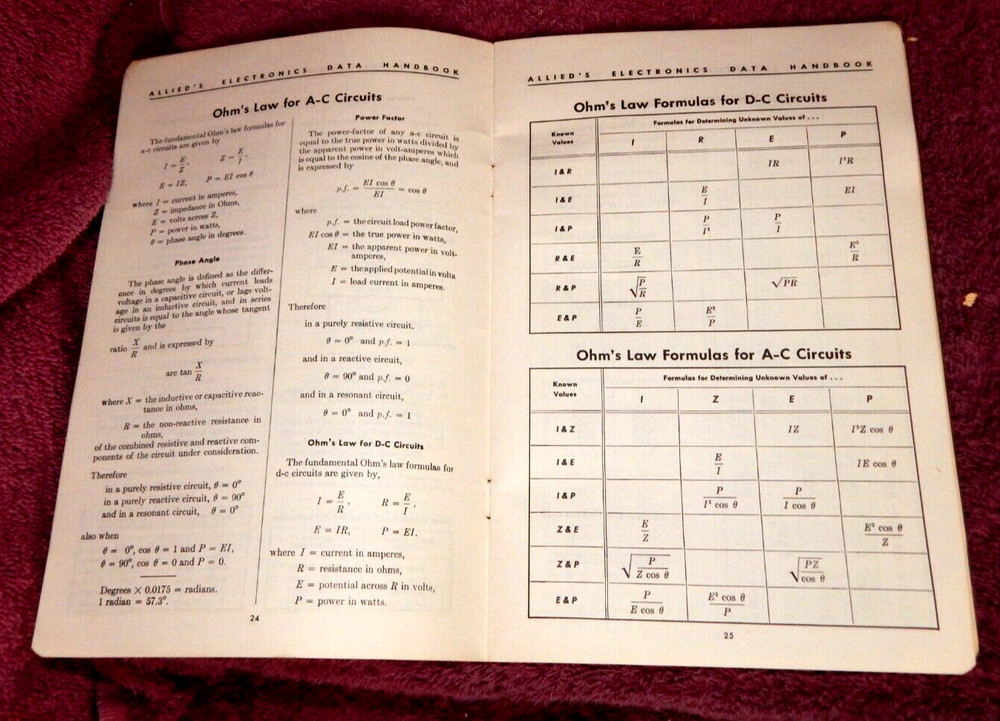 ALLIED'S ELECTRONICS DATA HANDBOOK
Ohm's Law for A-C Circuits
The fundamental Ohm's law formulas for
a-c circuits are given by
I = E/Z, Z = E/I,
E = IZ, P = EI cos θ
where I = current in amperes,
Z = impedance in Ohms,
E = volts across Z,
P = power in watts,
θ = phase angle in degrees.
Phase Angle
The phase angle is defined as the differ-
ence in degrees by which current leads
voltage in a capacitive circuit, or lags volt-
age in an inductive circuit, and in series
circuits is equal to the angle whose tangent
is given by the
ratio X/R and is expressed by
arc tan X/R
where X = the inductive or capacitive reac-
tance in ohms,
R = the non-reactive resistance in
ohms,
of the combined resistive and reactive com-
ponents of the circuit under consideration.
Therefore
in a purely resistive circuit, θ = 0°
in a purely reactive circuit, θ = 90°
and in a resonant circuit, θ = 0°
also when
θ = 0°, cos θ = 1 and P = EI,
θ = 90°, cos θ = 0 and P = 0.
Degrees × 0.0175 = radians.
1 radian = 57.3°.
Power Factor
The power-factor of any a-c circuit is
equal to the true power in watts divided by
the apparent power in volt-amperes which
is equal to the cosine of the phase angle, and
is expressed by
p.f. = EI cos θ/EI = cos θ
where
p.f. = the circuit load power factor,
EI cos θ = the true power in watts,
EI = the apparent power in volt-
amperes,
E = the applied potential in volts
I = load current in amperes.
Therefore
in a purely resistive circuit,
θ = 0° and p.f. = 1
and in a reactive circuit,
θ = 90° and p.f. = 0
and in a resonant circuit,
θ = 0° and p.f. = 1
Ohm's Law for D-C Circuits
The fundamental Ohm's law formulas for
d-c circuits are given by,
I = E/R, R = E/I,
E = IR, P = EI.
where I = current in amperes,
R = resistance in ohms,
E = potential across R in volts,
P = power in watts.
24
ALLIED'S ELECTRONICS DATA HANDBOOK
Ohm's Law Formulas for D-C Circuits
Known Values
Formulas for Determining Unknown Values of . . .
I R E P
I & R IR I²R
I & E E/I EI
I & P P/I² P/I
R & E E/R E²/R
R & P √(P/R) √PR
E & P P/E E²/P
Ohm's Law Formulas for A-C Circuits
Known Values
Formulas for Determining Unknown Values of . . .
I Z E P
I & Z IZ I²Z cos θ
I & E E/I IE cos θ
I & P P/(I² cos θ) P/(I cos θ)
Z & E E/Z E² cos θ/Z
Z & P √(P/(Z cos θ)) √(PZ/cos θ)
E & P P/(E cos θ) E² cos θ/P
25